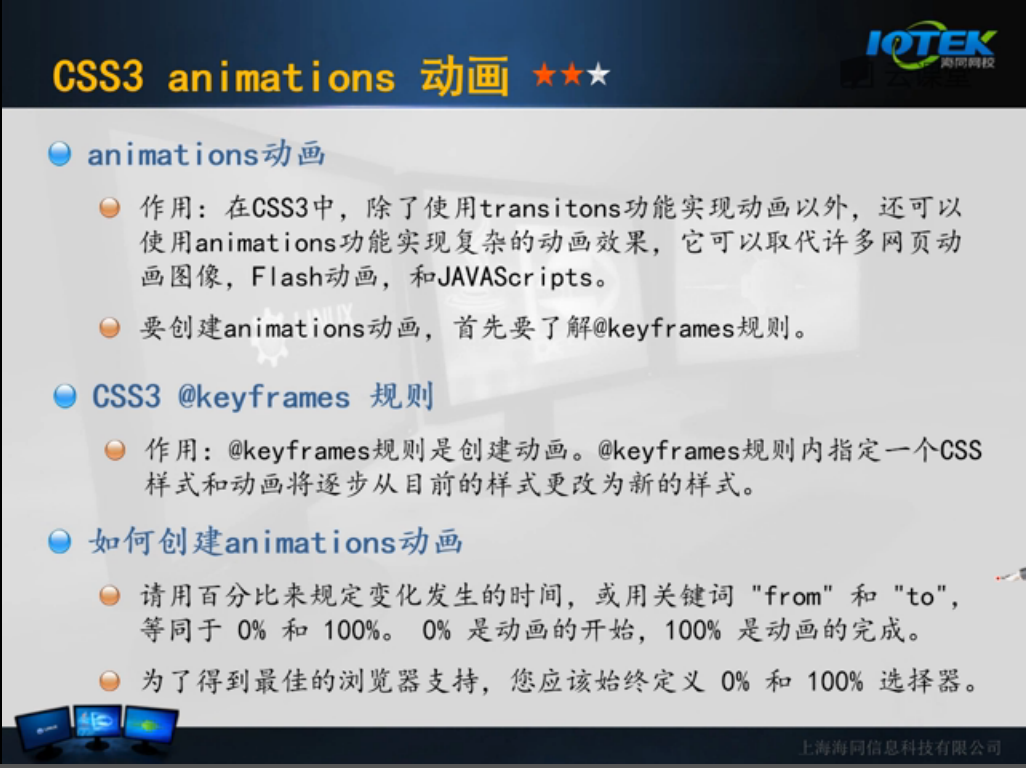 CSS3 animations 动画
IOTEK
海同网校
云课堂
animations动画
作用：在CSS3中，除了使用transitons功能实现动画以外，还可以
使用animations功能实现复杂的动画效果，它可以取代许多网页动
画图像，Flash动画，和JAVAScripts。
LINUX
要创建animations动画，首先要了解@keyframes规则。
CSS3 @keyframes 规则
作用：@keyframes规则是创建动画。@keyframes规则内指定一个CSS
样式和动画将逐步从目前的样式更改为新的样式。
如何创建animations动画
请用百分比来规定变化发生的时间，或用关键词 "from" 和 "to"，
等同于 0% 和 100%。 0% 是动画的开始，100% 是动画的完成。
为了得到最佳的浏览器支持，您应该始终定义 0% 和 100% 选择器。
上海海同信息科技有限公司